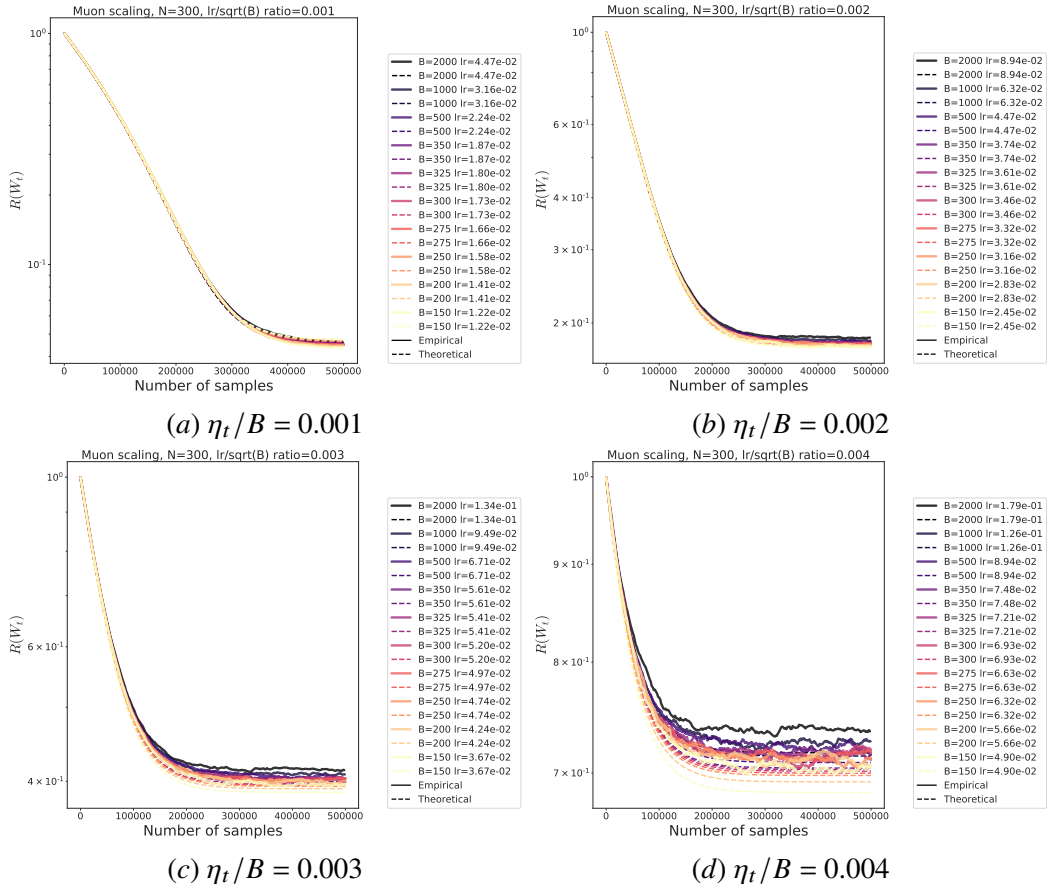 Muon scaling, N=300, lr/sqrt(B) ratio=0.001
10⁰
10⁻¹
R(W_t)
0
100000
200000
300000
400000
500000
Number of samples
B=2000 lr=4.47e-02
B=2000 lr=4.47e-02
B=1000 lr=3.16e-02
B=1000 lr=3.16e-02
B=500 lr=2.24e-02
B=500 lr=2.24e-02
B=350 lr=1.87e-02
B=350 lr=1.87e-02
B=325 lr=1.80e-02
B=325 lr=1.80e-02
B=300 lr=1.73e-02
B=300 lr=1.73e-02
B=275 lr=1.66e-02
B=275 lr=1.66e-02
B=250 lr=1.58e-02
B=250 lr=1.58e-02
B=200 lr=1.41e-02
B=200 lr=1.41e-02
B=150 lr=1.22e-02
B=150 lr=1.22e-02
Empirical
Theoretical
(a) η_t/B = 0.001
Muon scaling, N=300, lr/sqrt(B) ratio=0.002
10⁰
6 × 10⁻¹
4 × 10⁻¹
3 × 10⁻¹
2 × 10⁻¹
R(W_t)
0
100000
200000
300000
400000
500000
Number of samples
B=2000 lr=8.94e-02
B=2000 lr=8.94e-02
B=1000 lr=6.32e-02
B=1000 lr=6.32e-02
B=500 lr=4.47e-02
B=500 lr=4.47e-02
B=350 lr=3.74e-02
B=350 lr=3.74e-02
B=325 lr=3.61e-02
B=325 lr=3.61e-02
B=300 lr=3.46e-02
B=300 lr=3.46e-02
B=275 lr=3.32e-02
B=275 lr=3.32e-02
B=250 lr=3.16e-02
B=250 lr=3.16e-02
B=200 lr=2.83e-02
B=200 lr=2.83e-02
B=150 lr=2.45e-02
B=150 lr=2.45e-02
Empirical
Theoretical
(b) η_t/B = 0.002
Muon scaling, N=300, lr/sqrt(B) ratio=0.003
10⁰
6 × 10⁻¹
4 × 10⁻¹
R(W_t)
0
100000
200000
300000
400000
500000
Number of samples
B=2000 lr=1.34e-01
B=2000 lr=1.34e-01
B=1000 lr=9.49e-02
B=1000 lr=9.49e-02
B=500 lr=6.71e-02
B=500 lr=6.71e-02
B=350 lr=5.61e-02
B=350 lr=5.61e-02
B=325 lr=5.41e-02
B=325 lr=5.41e-02
B=300 lr=5.20e-02
B=300 lr=5.20e-02
B=275 lr=4.97e-02
B=275 lr=4.97e-02
B=250 lr=4.74e-02
B=250 lr=4.74e-02
B=200 lr=4.24e-02
B=200 lr=4.24e-02
B=150 lr=3.67e-02
B=150 lr=3.67e-02
Empirical
Theoretical
(c) η_t/B = 0.003
Muon scaling, N=300, lr/sqrt(B) ratio=0.004
10⁰
9 × 10⁻¹
8 × 10⁻¹
7 × 10⁻¹
R(W_t)
0
100000
200000
300000
400000
500000
Number of samples
B=2000 lr=1.79e-01
B=2000 lr=1.79e-01
B=1000 lr=1.26e-01
B=1000 lr=1.26e-01
B=500 lr=8.94e-02
B=500 lr=8.94e-02
B=350 lr=7.48e-02
B=350 lr=7.48e-02
B=325 lr=7.21e-02
B=325 lr=7.21e-02
B=300 lr=6.93e-02
B=300 lr=6.93e-02
B=275 lr=6.63e-02
B=275 lr=6.63e-02
B=250 lr=6.32e-02
B=250 lr=6.32e-02
B=200 lr=5.66e-02
B=200 lr=5.66e-02
B=150 lr=4.90e-02
B=150 lr=4.90e-02
Empirical
Theoretical
(d) η_t/B = 0.004